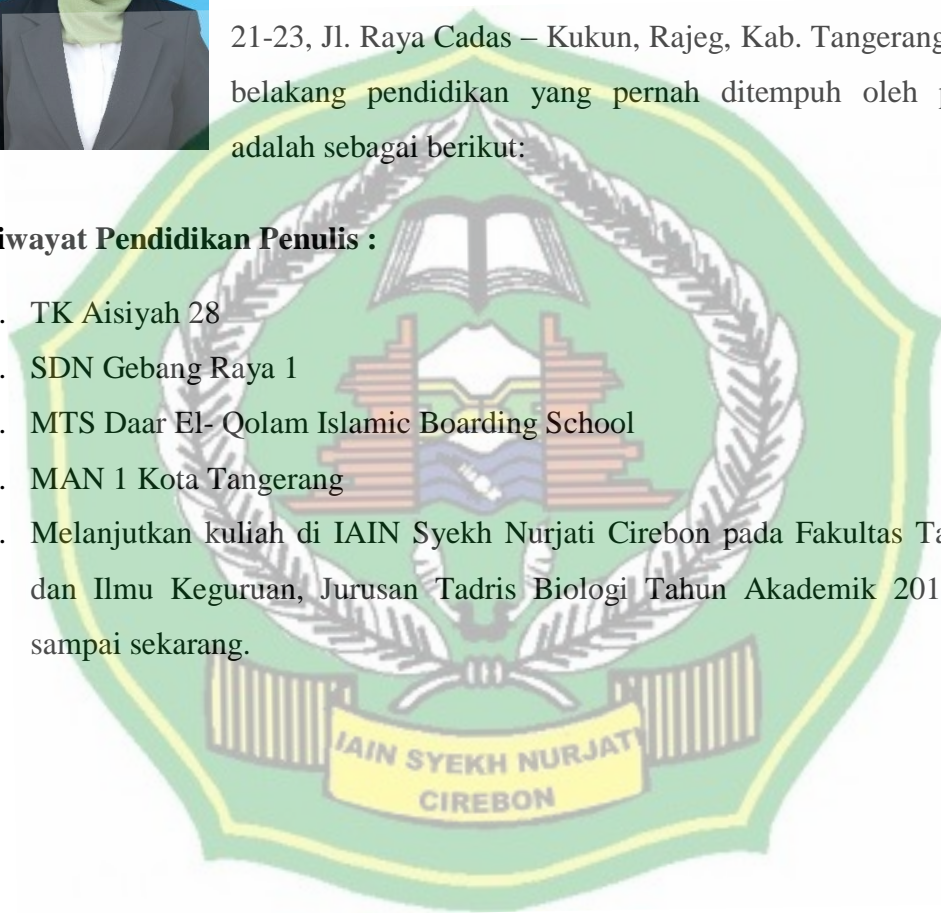 21-23, Jl. Raya Cadas – Kukun, Rajeg, Kab. Tangerang
belakang pendidikan yang pernah ditempuh oleh p
adalah sebagai berikut:
iwayat Pendidikan Penulis :
. TK Aisiyah 28
. SDN Gebang Raya 1
. MTS Daar El- Qolam Islamic Boarding School
. MAN 1 Kota Tangerang
. Melanjutkan kuliah di IAIN Syekh Nurjati Cirebon pada Fakultas Ta
dan Ilmu Keguruan, Jurusan Tadris Biologi Tahun Akademik 201
sampai sekarang.
IAIN SYEKH NURJATI
CIREBON